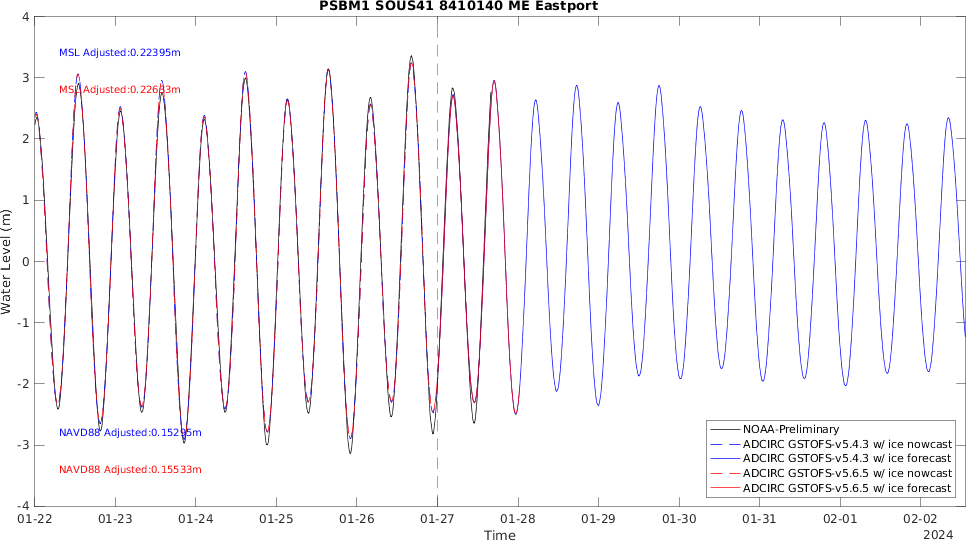 PSBM1 SOUS41 8410140 ME Eastport
4
3
2
1
0
-1
-2
-3
-4
Water Level (m)
MSL Adjusted:0.22395m
MSL Adjusted:0.22633m
NAVD88 Adjusted:0.15295m
NAVD88 Adjusted:0.15533m
NOAA-Preliminary
ADCIRC GSTOFS-v5.4.3 w/ ice nowcast
ADCIRC GSTOFS-v5.4.3 w/ ice forecast
ADCIRC GSTOFS-v5.6.5 w/ ice nowcast
ADCIRC GSTOFS-v5.6.5 w/ ice forecast
01-22 01-23 01-24 01-25 01-26 01-27 01-28 01-29 01-30 01-31 02-01 02-02
Time
2024